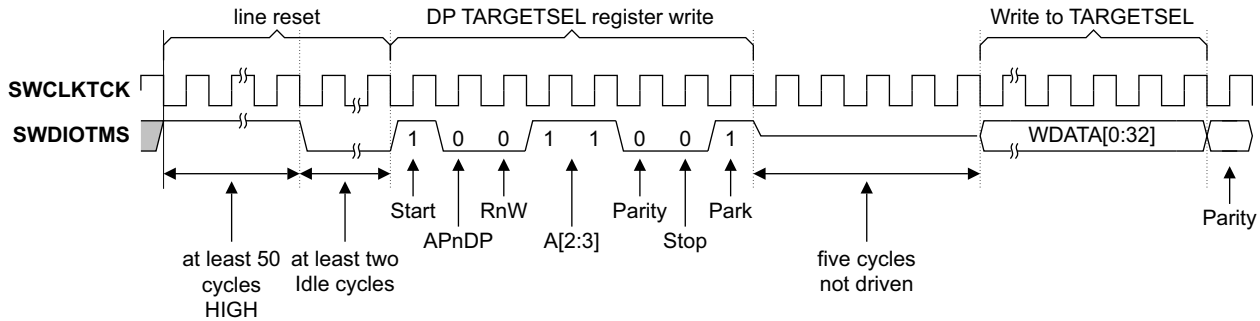 line reset
DP TARGETSEL register write
Write to TARGETSEL
SWCLKTCK
SWDIOTMS
1 0 0 1 1 0 0 1
WDATA[0:32]
Start
RnW
Parity
Park
Parity
APnDP
A[2:3]
Stop
at least 50
cycles
HIGH
at least two
Idle cycles
five cycles
not driven